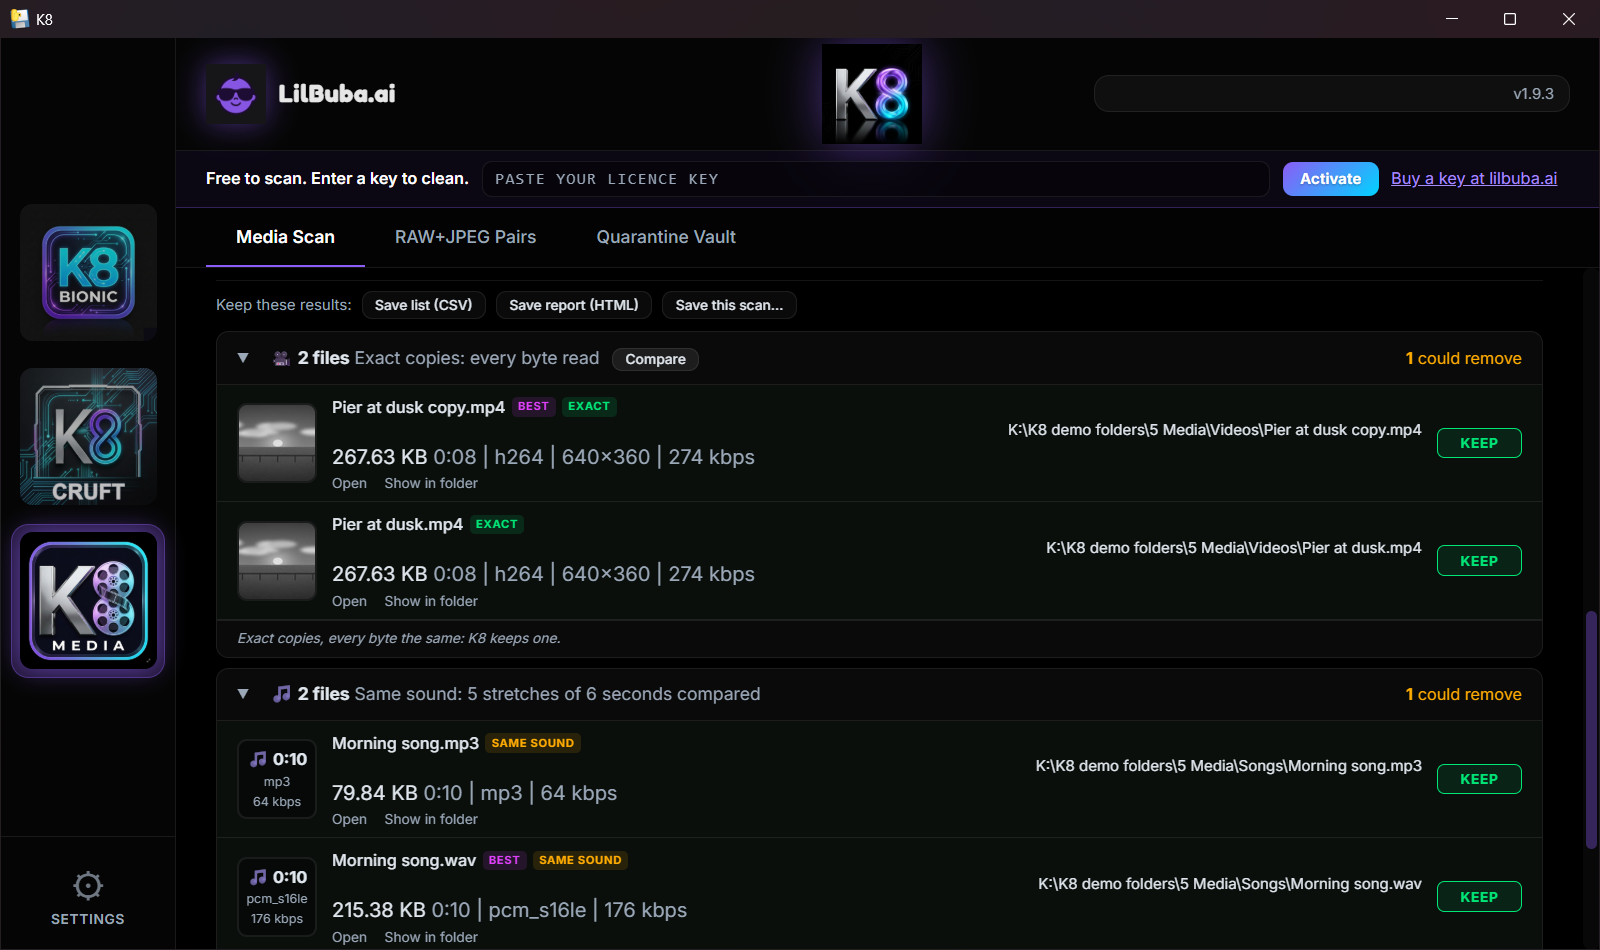 K8
LilBuba.ai
K8
v1.9.3
Free to scan. Enter a key to clean.
PASTE YOUR LICENCE KEY
Activate
Buy a key at lilbuba.ai
Media Scan
RAW+JPEG Pairs
Quarantine Vault
K8
BIONIC
K8
CRUFT
K8
MEDIA
SETTINGS
Keep these results:
Save list (CSV)
Save report (HTML)
Save this scan...
2 files Exact copies: every byte read
Compare
1 could remove
Pier at dusk copy.mp4 BEST EXACT
K:\K8 demo folders\5 Media\Videos\Pier at dusk copy.mp4
KEEP
267.63 KB 0:08 | h264 | 640×360 | 274 kbps
Open Show in folder
Pier at dusk.mp4 EXACT
K:\K8 demo folders\5 Media\Videos\Pier at dusk.mp4
KEEP
267.63 KB 0:08 | h264 | 640×360 | 274 kbps
Open Show in folder
Exact copies, every byte the same: K8 keeps one.
2 files Same sound: 5 stretches of 6 seconds compared
1 could remove
0:10
mp3
64 kbps
Morning song.mp3 SAME SOUND
K:\K8 demo folders\5 Media\Songs\Morning song.mp3
KEEP
79.84 KB 0:10 | mp3 | 64 kbps
Open Show in folder
0:10
pcm_s16le
176 kbps
Morning song.wav BEST SAME SOUND
K:\K8 demo folders\5 Media\Songs\Morning song.wav
KEEP
215.38 KB 0:10 | pcm_s16le | 176 kbps
Open Show in folder